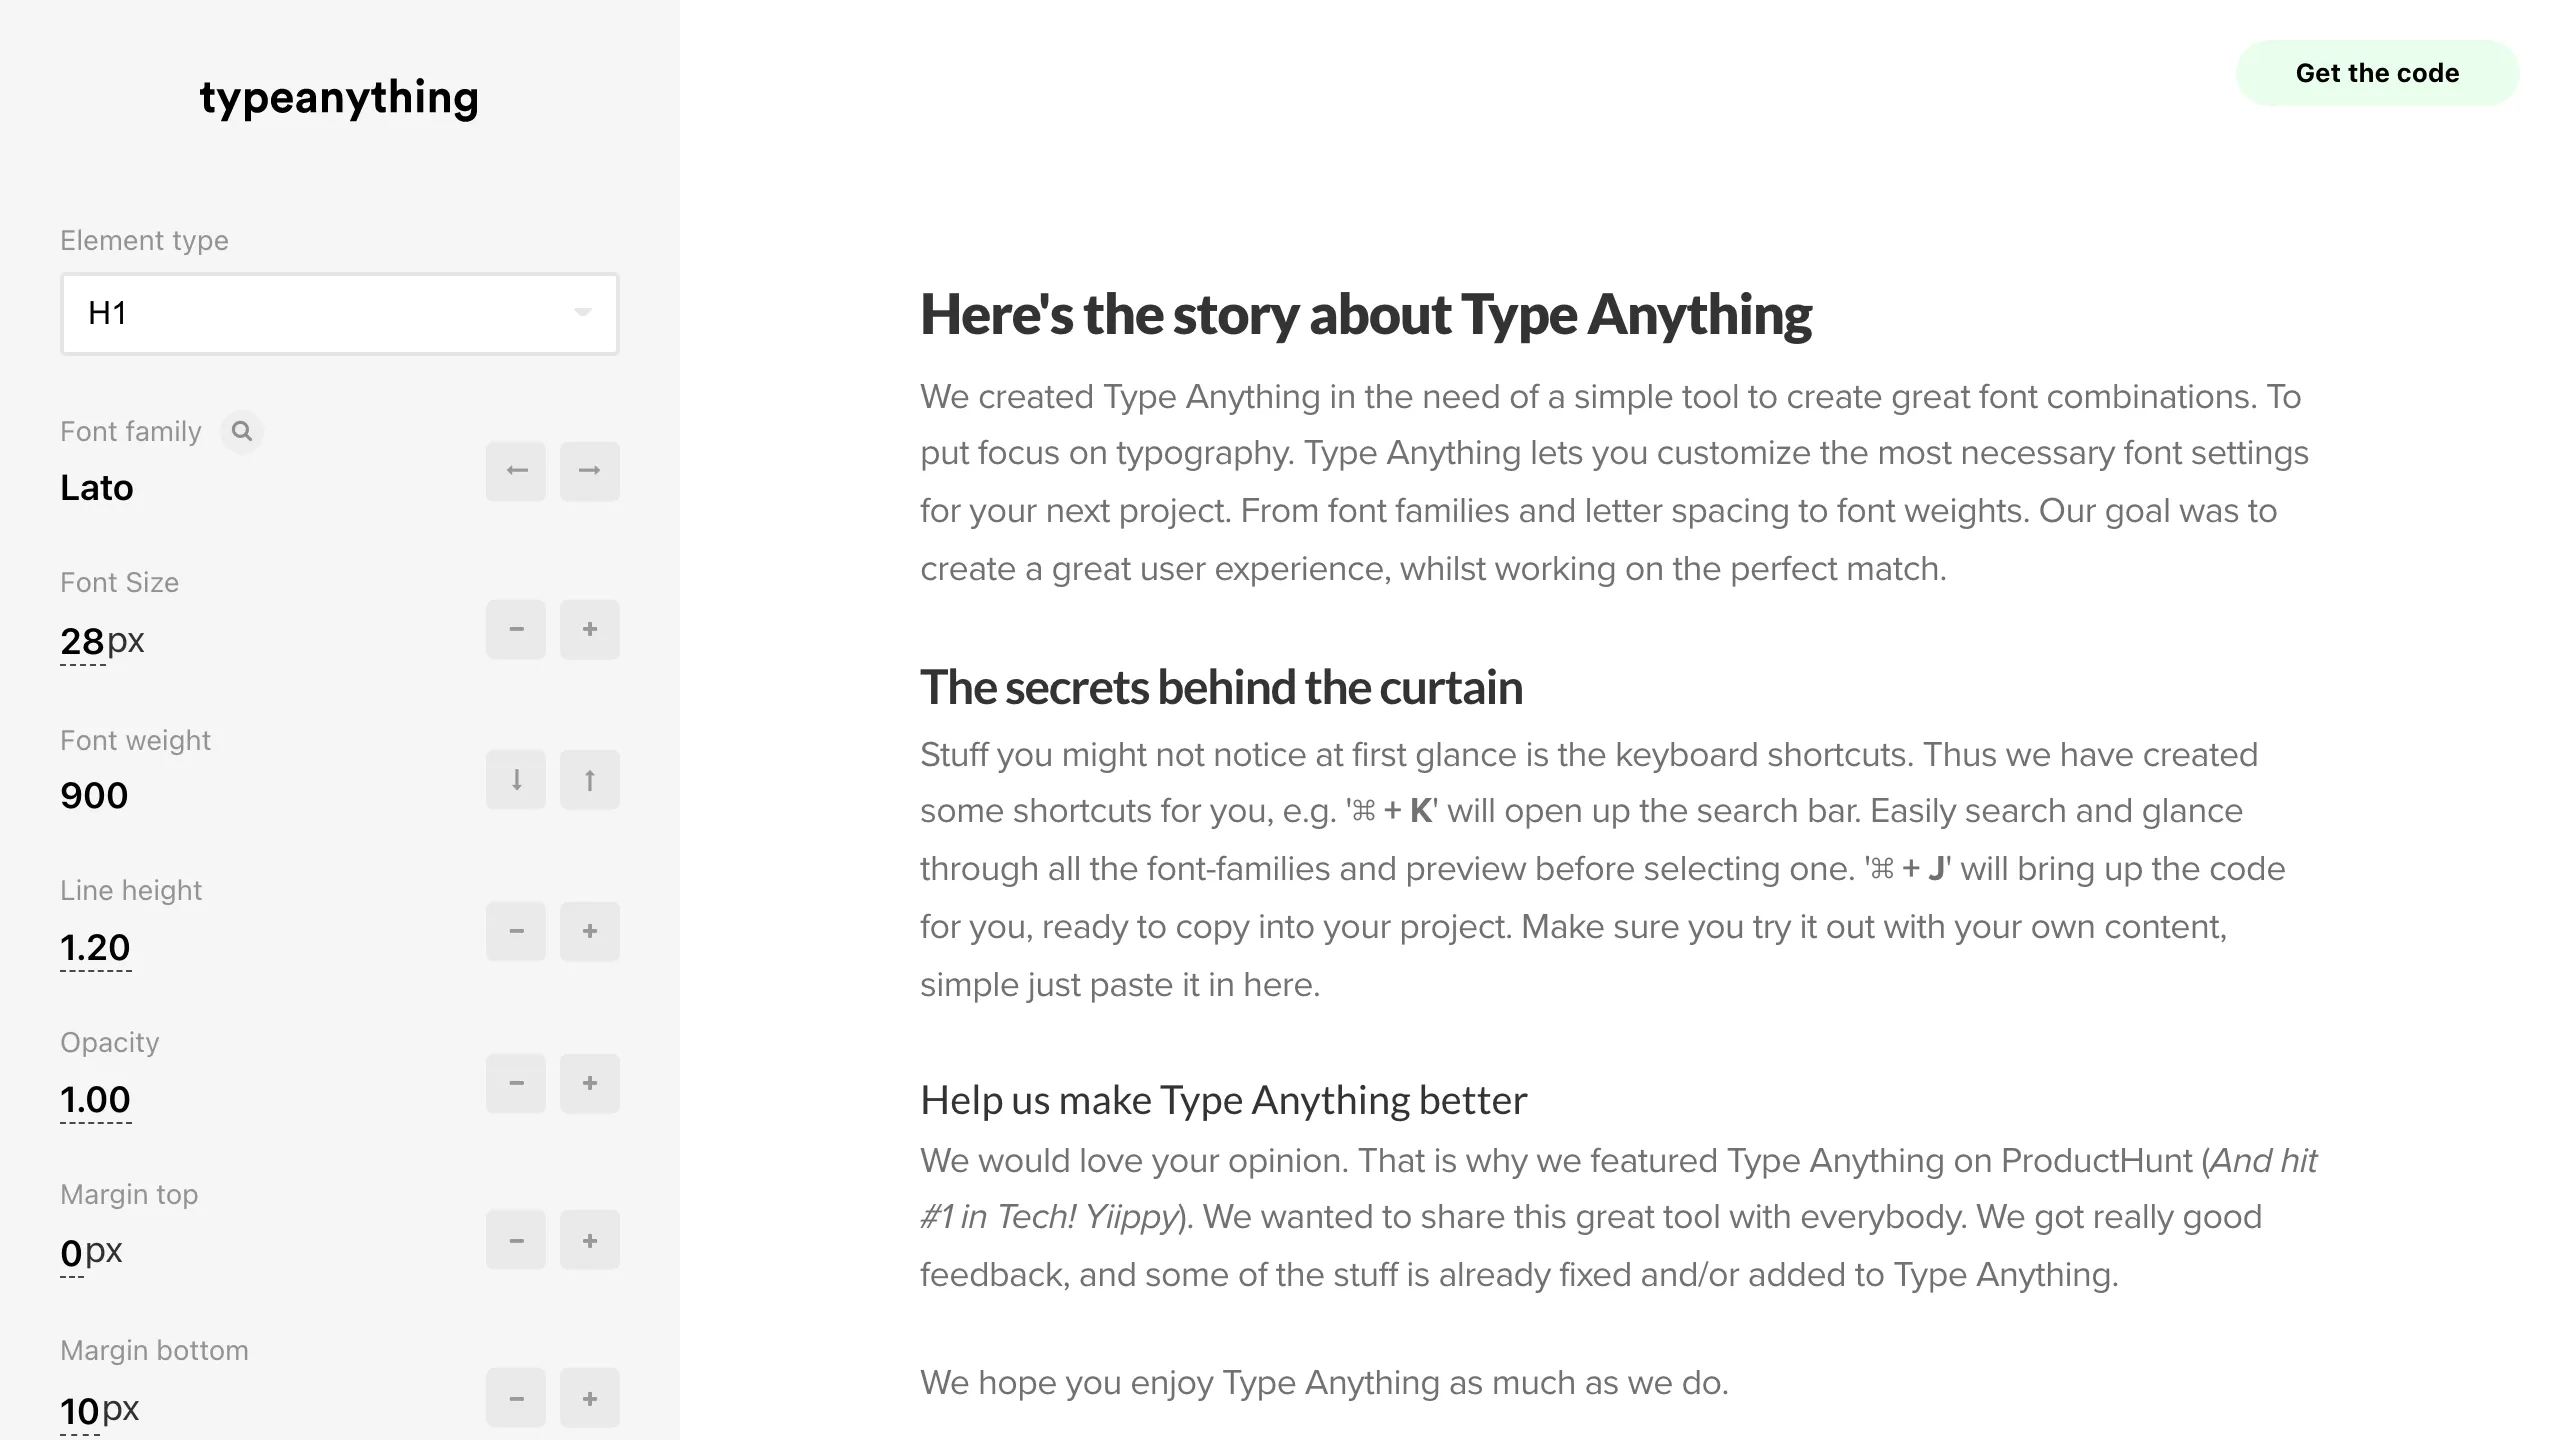 typeanything
Get the code
Element type
H1
Font family
Lato
Font Size
28px
Font weight
900
Line height
1.20
Opacity
1.00
Margin top
0px
Margin bottom
10px
Here's the story about Type Anything
We created Type Anything in the need of a simple tool to create great font combinations. To
put focus on typography. Type Anything lets you customize the most necessary font settings
for your next project. From font families and letter spacing to font weights. Our goal was to
create a great user experience, whilst working on the perfect match.
The secrets behind the curtain
Stuff you might not notice at first glance is the keyboard shortcuts. Thus we have created
some shortcuts for you, e.g. '⌘ + K' will open up the search bar. Easily search and glance
through all the font-families and preview before selecting one. '⌘ + J' will bring up the code
for you, ready to copy into your project. Make sure you try it out with your own content,
simple just paste it in here.
Help us make Type Anything better
We would love your opinion. That is why we featured Type Anything on ProductHunt (And hit
#1 in Tech! Yiippy). We wanted to share this great tool with everybody. We got really good
feedback, and some of the stuff is already fixed and/or added to Type Anything.
We hope you enjoy Type Anything as much as we do.